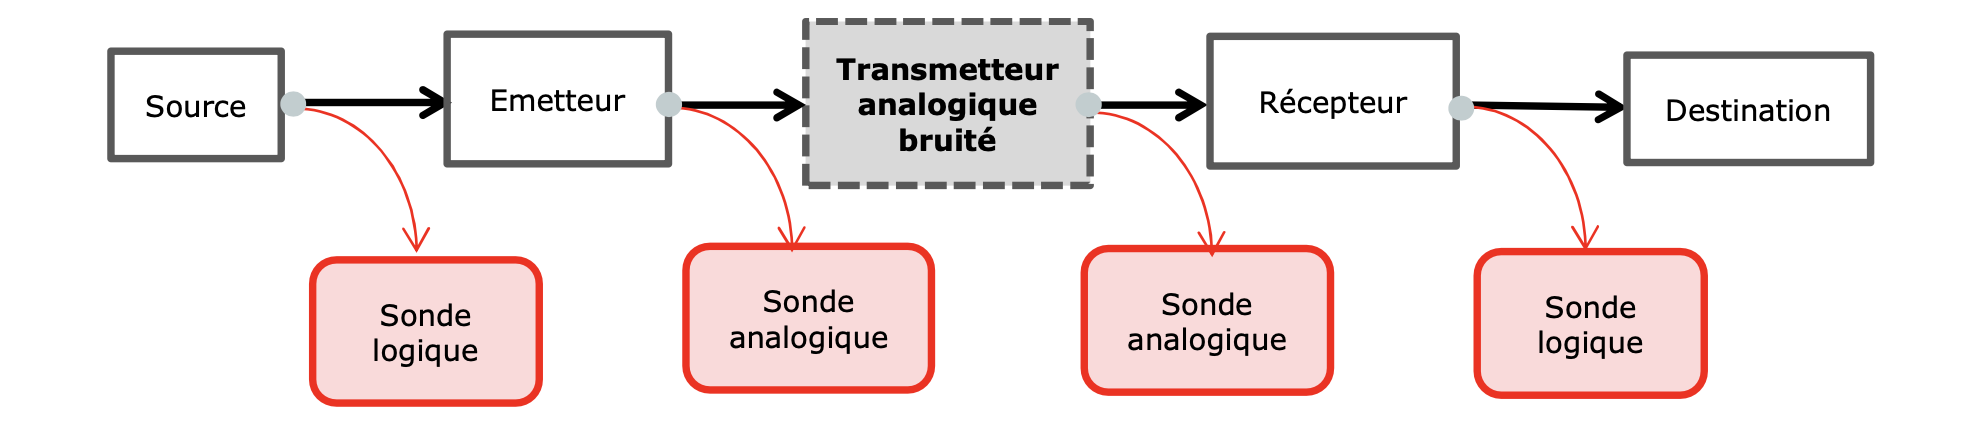 Source
Emetteur
Transmetteur
analogique
bruité
Récepteur
Destination
Sonde
logique
Sonde
analogique
Sonde
analogique
Sonde
logique